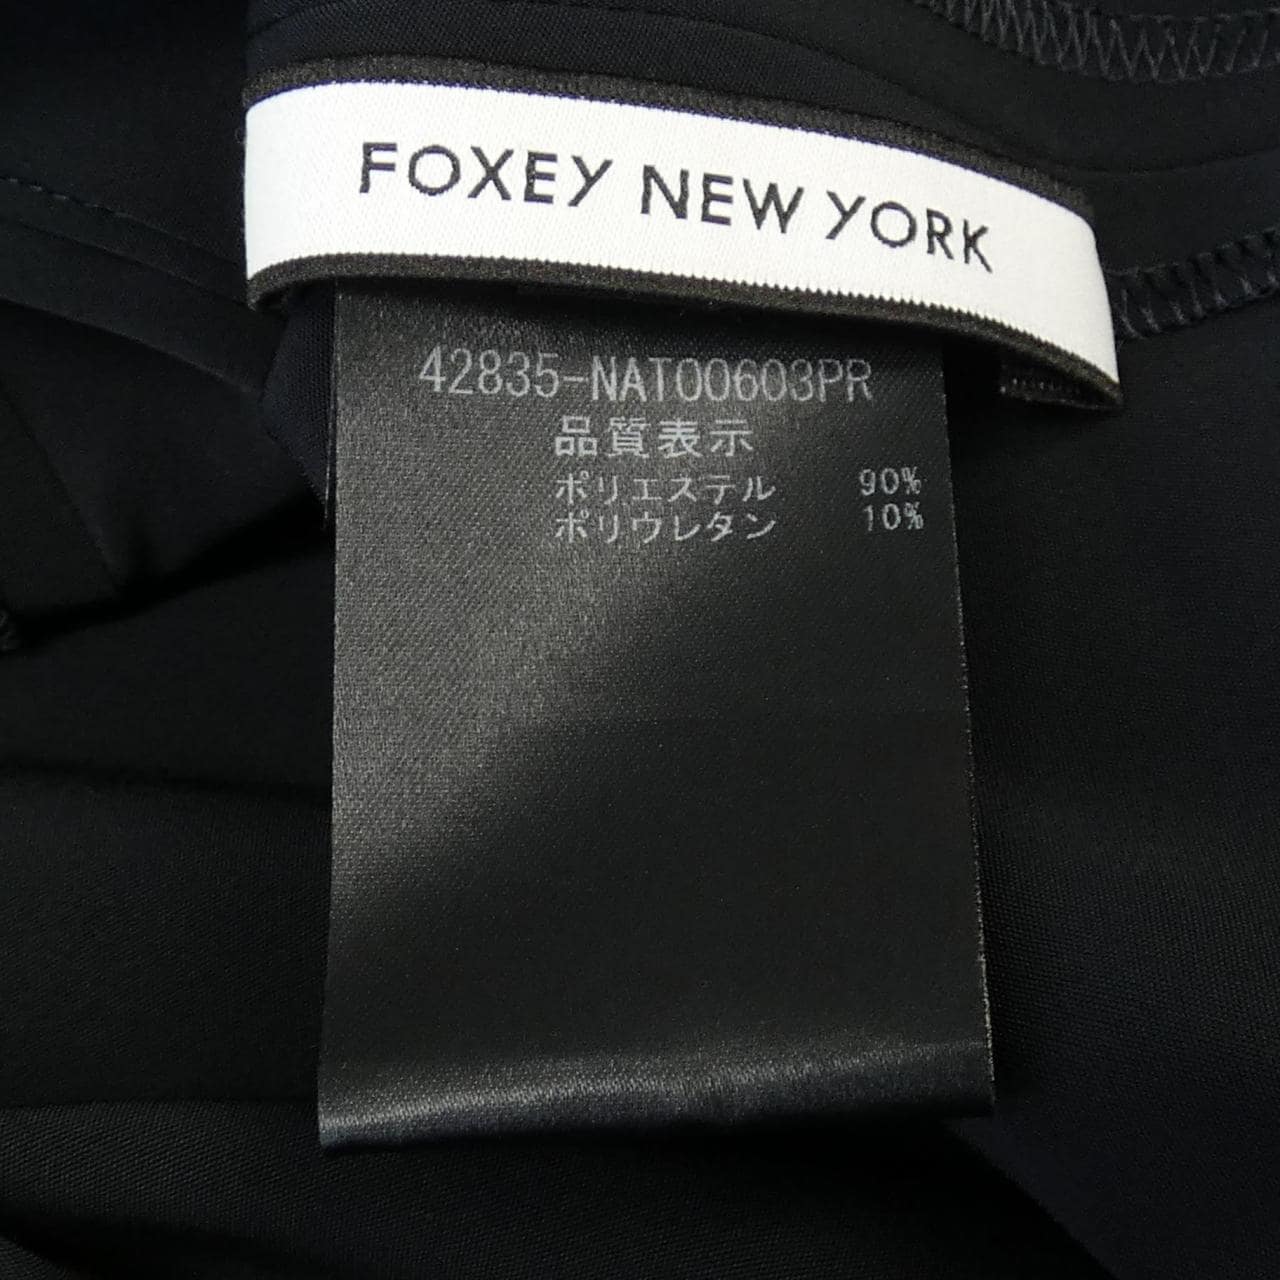 FOXEY NEW YORK
42835-NAT00603PR
品質表示
ポリエステル 90%
ポリウレタン 10%